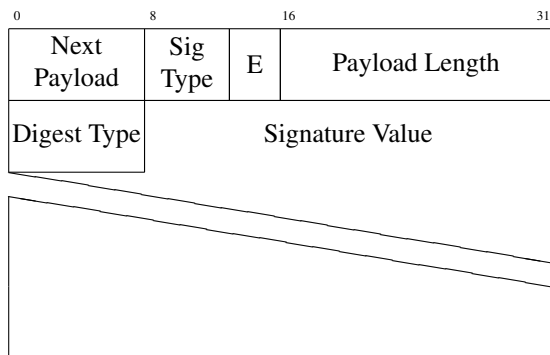 0 8 16 31
Next Sig
Payload Type E Payload Length
Digest Type Signature Value